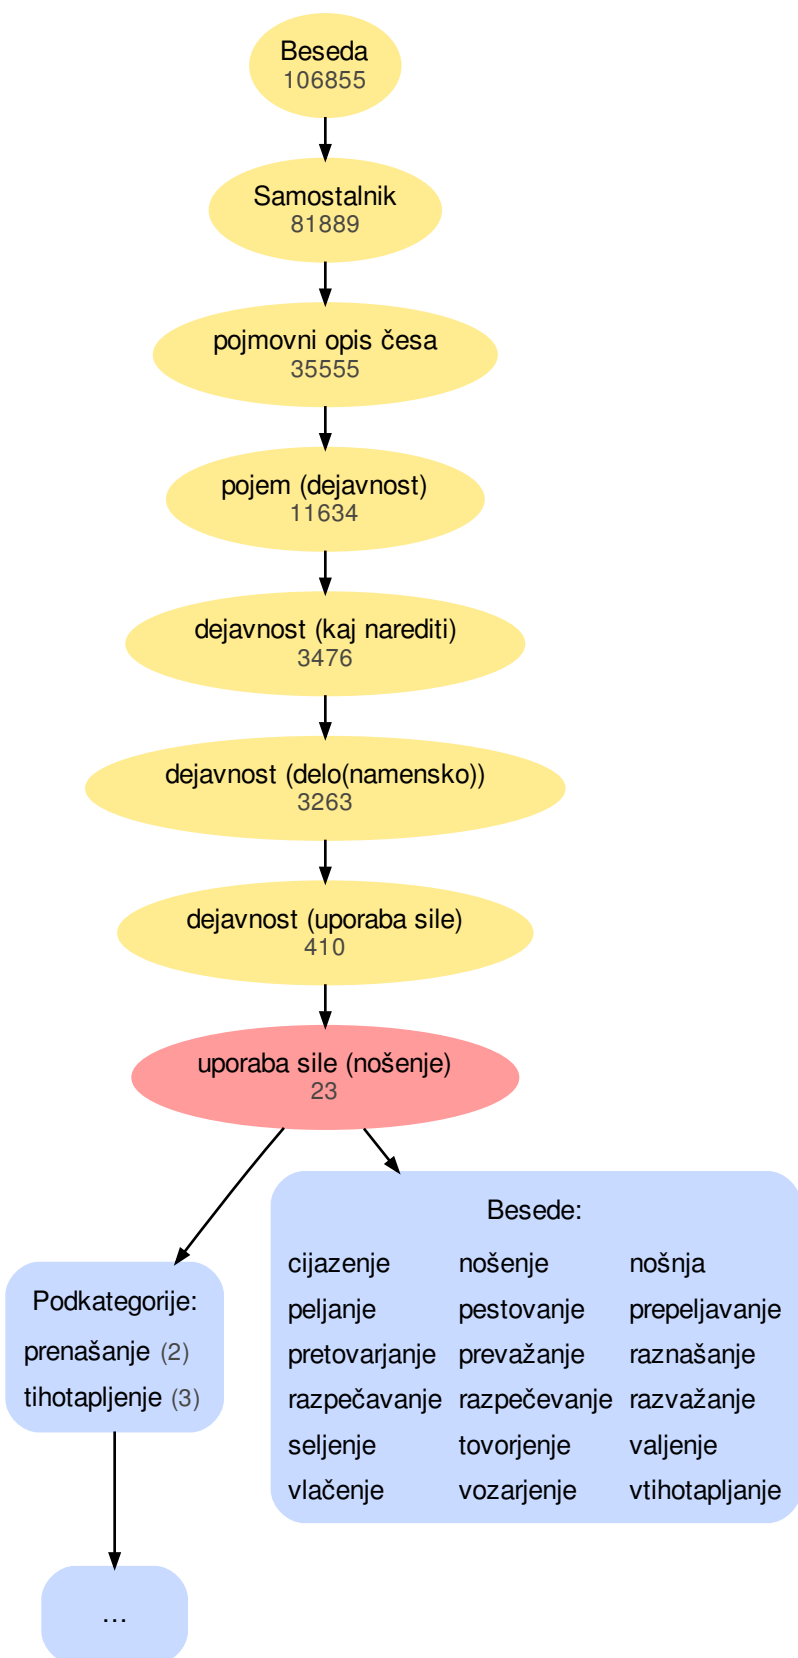 Beseda
106855
Samostalnik
81889
pojmovni opis česa
35555
pojem (dejavnost)
11634
dejavnost (kaj narediti)
3476
dejavnost (delo(namensko))
3263
dejavnost (uporaba sile)
410
uporaba sile (nošenje)
23
Podkategorije:
prenašanje (2)
tihotapljenje (3)
...
Besede:
cijazenje nošenje nošnja
peljanje pestovanje prepeljavanje
pretovarjanje prevažanje raznašanje
razpečavanje razpečevanje razvažanje
seljenje tovorjenje valjenje
vlačenje vozarjenje vtihotapljanje